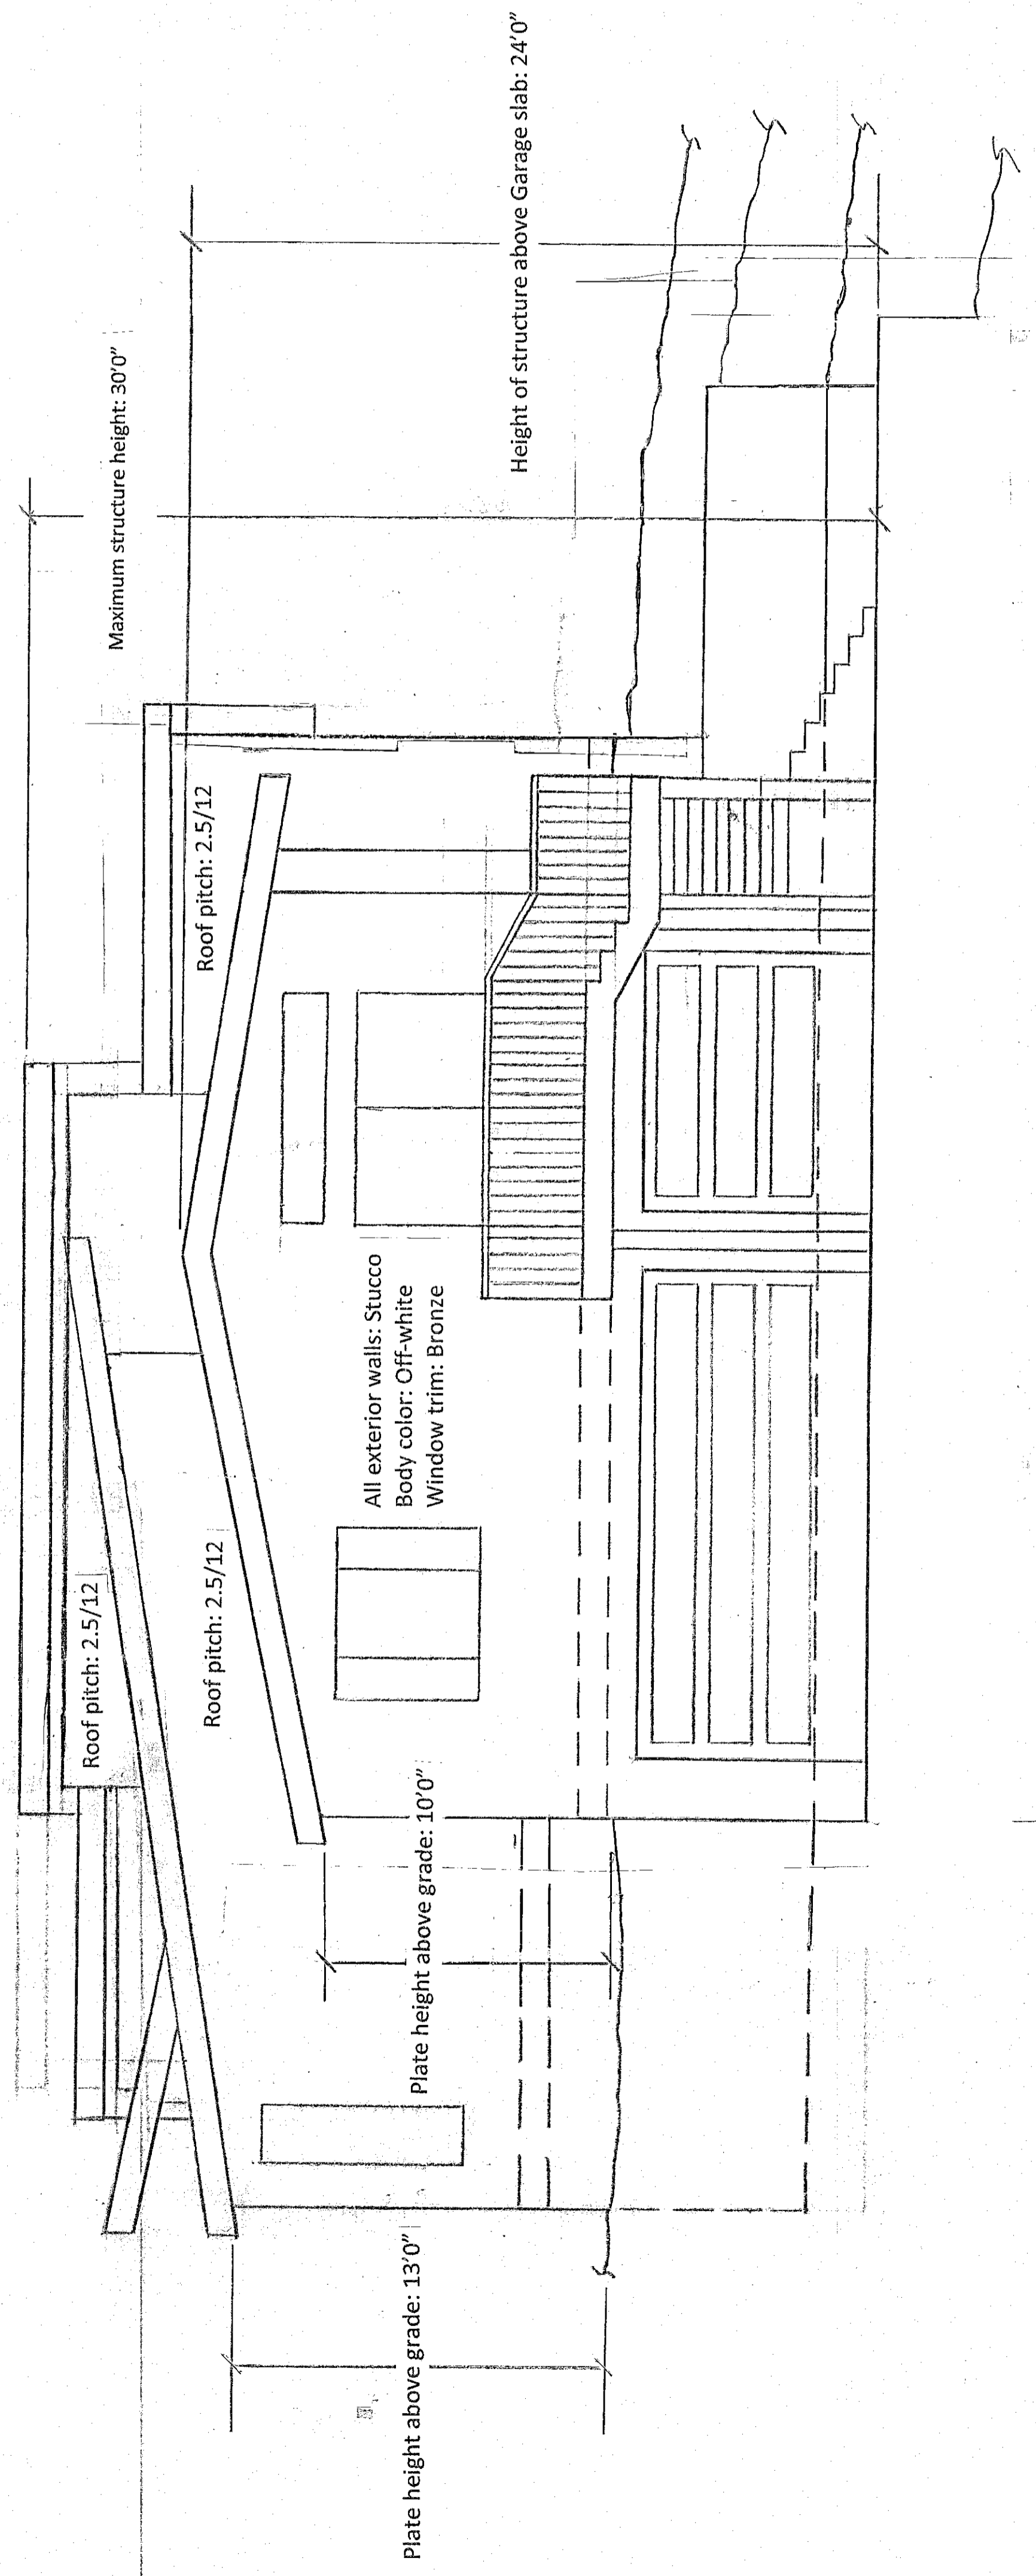 Maximum structure height: 30'0”
Height of structure above Garage slab: 24'0”
Roof pitch: 2.5/12
Roof pitch: 2.5/12
Roof pitch: 2.5/12
All exterior walls: Stucco
Body color: Off-white
Window trim: Bronze
Plate height above grade: 10'0”
Plate height above grade: 13'0”